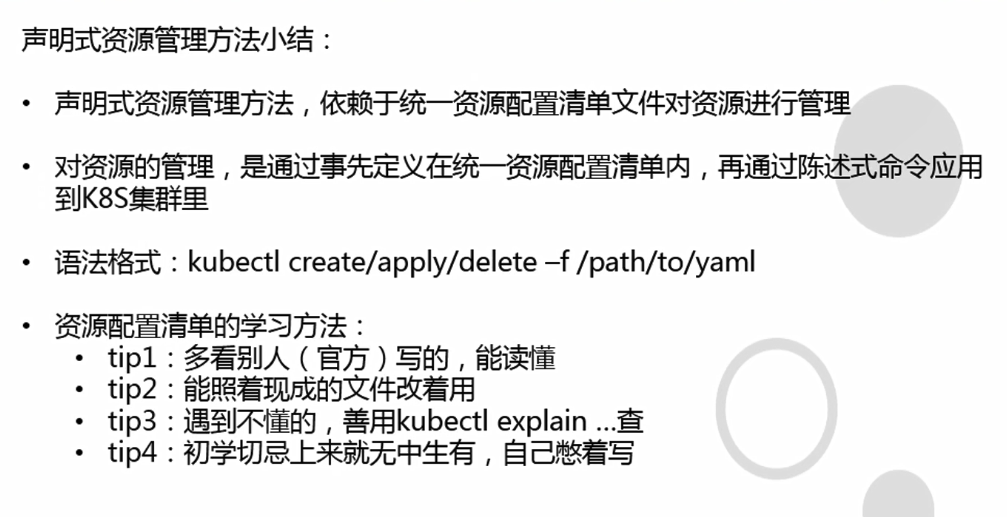 声明式资源管理方法小结：
• 声明式资源管理方法，依赖于统一资源配置清单文件对资源进行管理
• 对资源的管理，是通过事先定义在统一资源配置清单内，再通过陈述式命令应用
到K8S集群里
• 语法格式：kubectl create/apply/delete –f /path/to/yaml
• 资源配置清单的学习方法：
• tip1：多看别人（官方）写的，能读懂
• tip2：能照着现成的文件改着用
• tip3：遇到不懂的，善用kubectl explain ...查
• tip4：初学切忌上来就无中生有，自己憋着写